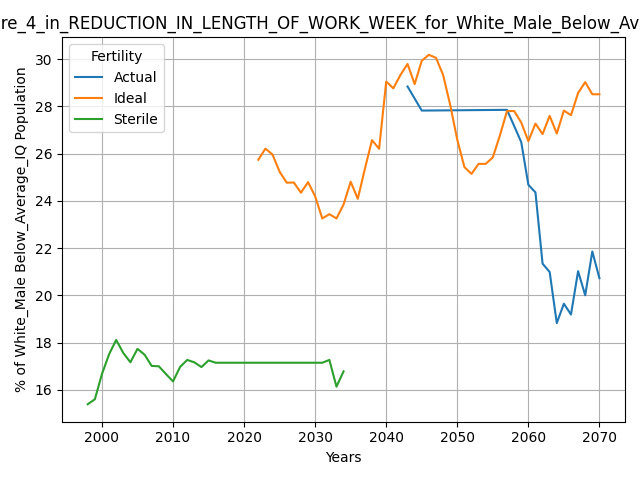 re_4_in_REDUCTION_IN_LENGTH_OF_WORK_WEEK_for_White_Male_Below_Av
Fertility
Actual
Ideal
Sterile
% of White_Male Below_Average_IQ Population
30
28
26
24
22
20
18
16
2000 2010 2020 2030 2040 2050 2060 2070
Years